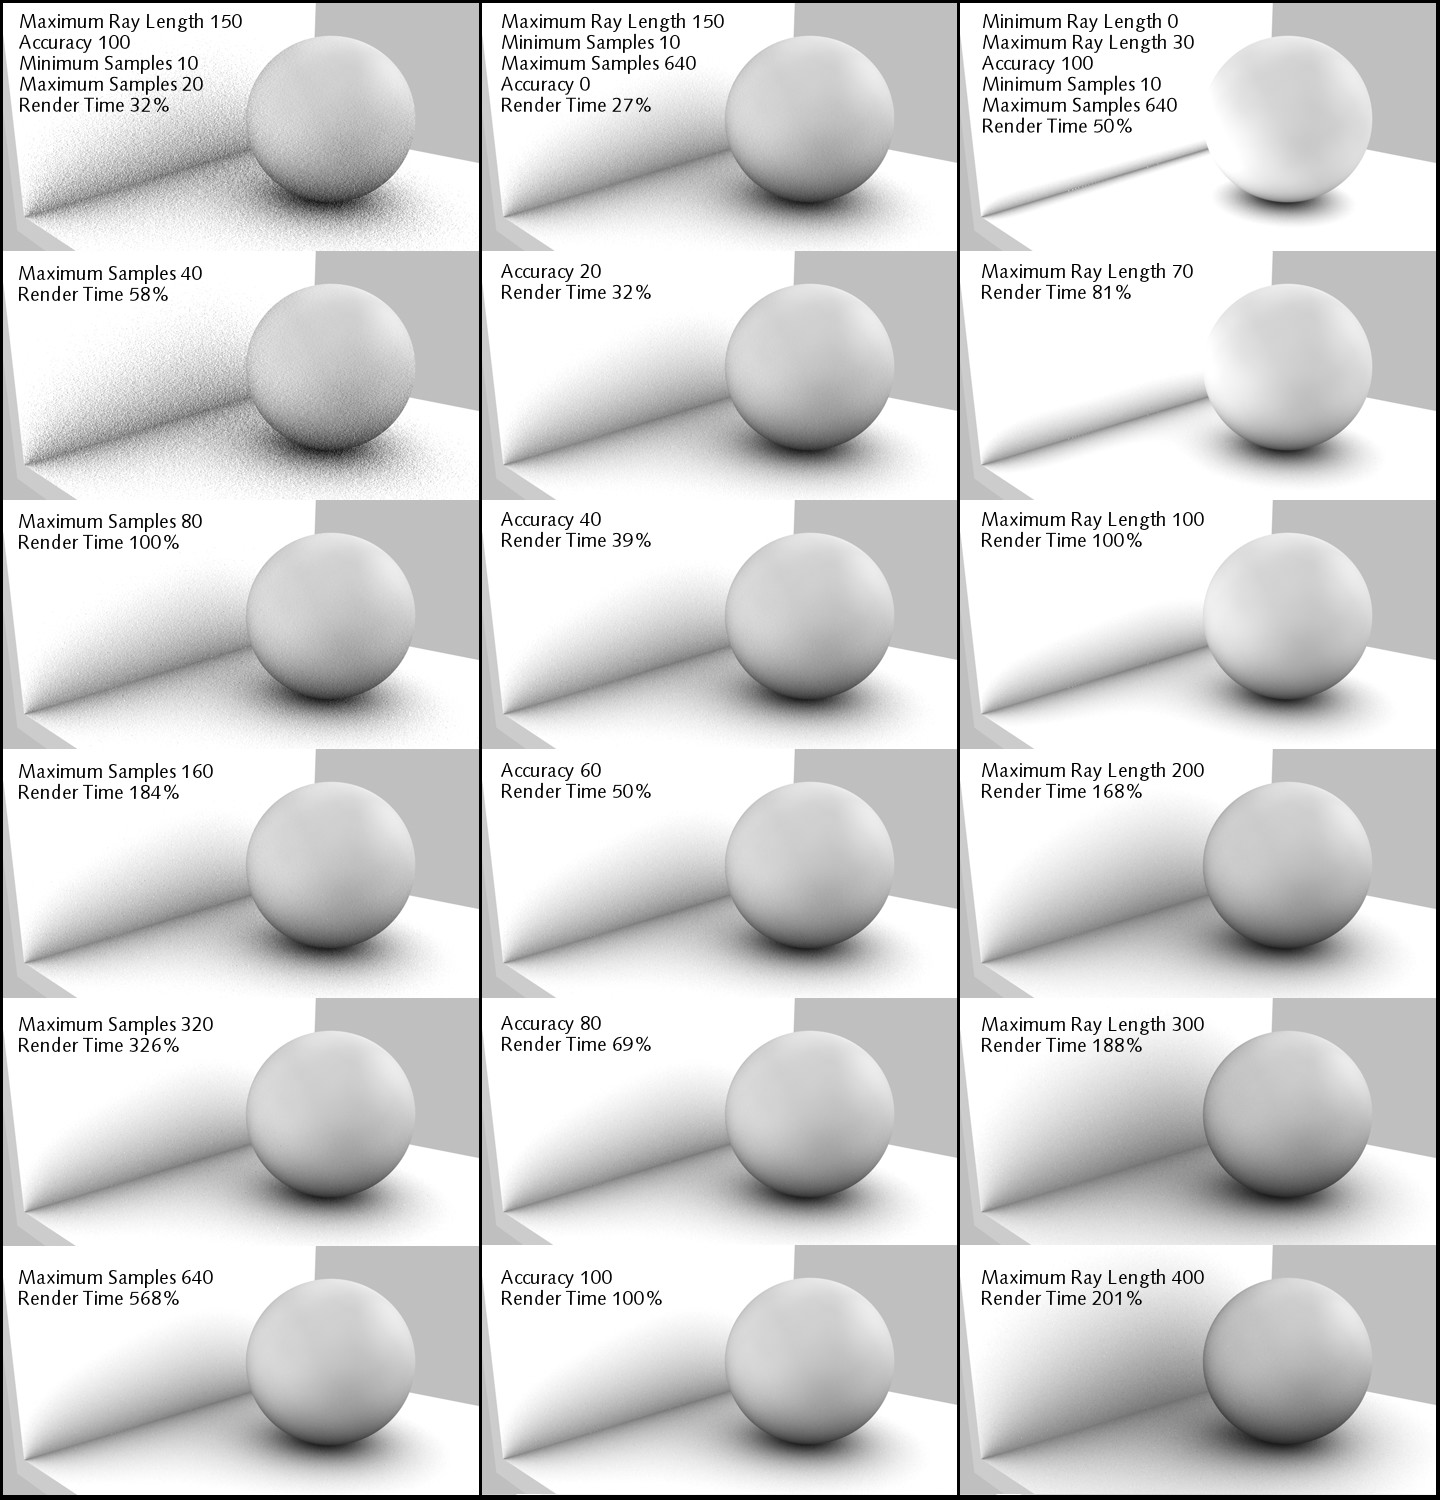 Maximum Ray Length 150
Accuracy 100
Minimum Samples 10
Maximum Samples 20
Render Time 32%
Maximum Samples 40
Render Time 58%
Maximum Samples 80
Render Time 100%
Maximum Samples 160
Render Time 184%
Maximum Samples 320
Render Time 326%
Maximum Samples 640
Render Time 568%
Maximum Ray Length 150
Minimum Samples 10
Maximum Samples 640
Accuracy 0
Render Time 27%
Accuracy 20
Render Time 32%
Accuracy 40
Render Time 39%
Accuracy 60
Render Time 50%
Accuracy 80
Render Time 69%
Accuracy 100
Render Time 100%
Minimum Ray Length 0
Maximum Ray Length 30
Accuracy 100
Minimum Samples 10
Maximum Samples 640
Render Time 50%
Maximum Ray Length 70
Render Time 81%
Maximum Ray Length 100
Render Time 100%
Maximum Ray Length 200
Render Time 168%
Maximum Ray Length 300
Render Time 188%
Maximum Ray Length 400
Render Time 201%